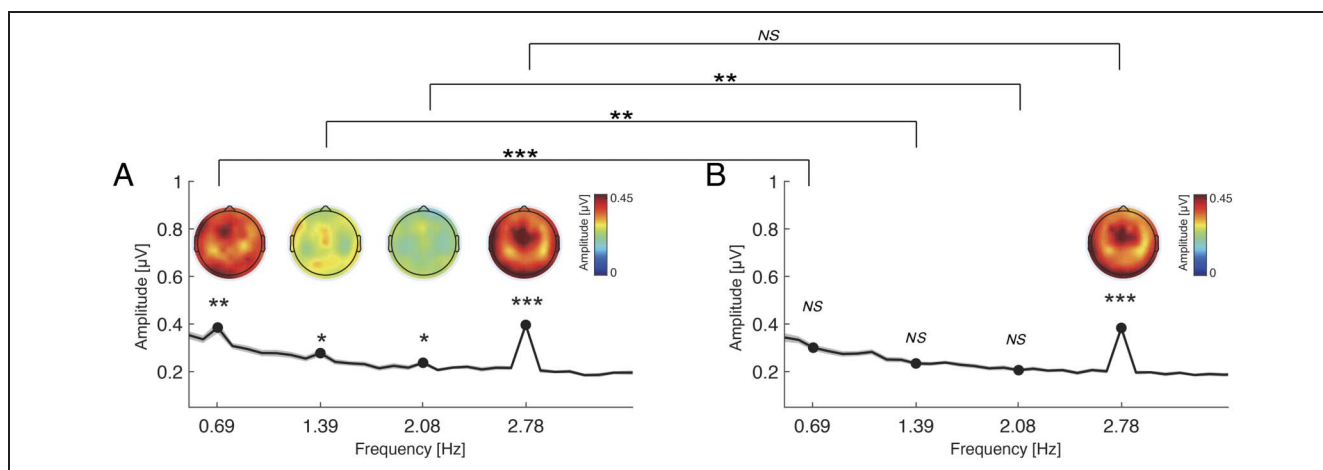 NS
**
**
***
A
B
1
0.8
0.6
0.4
0.2
Amplitude [µV]
0.45
Amplitude [µV]
0
**
*
*
***
0.69
1.39
2.08
2.78
Frequency [Hz]
1
0.8
0.6
0.4
0.2
Amplitude [µV]
0.45
Amplitude [µV]
0
NS
NS
NS
***
0.69
1.39
2.08
2.78
Frequency [Hz]